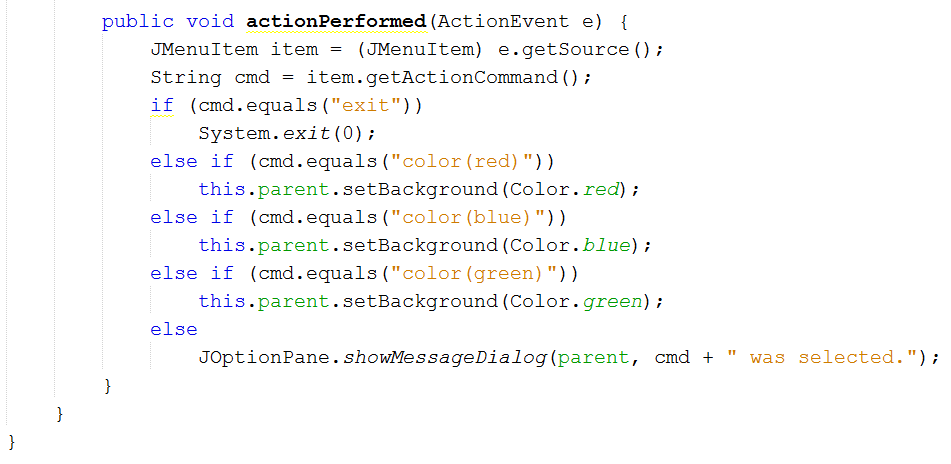 public void actionPerformed(ActionEvent e) {
JMenuItem item = (JMenuItem) e.getSource();
String cmd = item.getActionCommand();
if (cmd.equals("exit"))
System.exit(0);
else if (cmd.equals("color(red)"))
this.parent.setBackground(Color.red);
else if (cmd.equals("color(blue)"))
this.parent.setBackground(Color.blue);
else if (cmd.equals("color(green)"))
this.parent.setBackground(Color.green);
else
JOptionPane.showMessageDialog(parent, cmd + " was selected.");
}
}
}